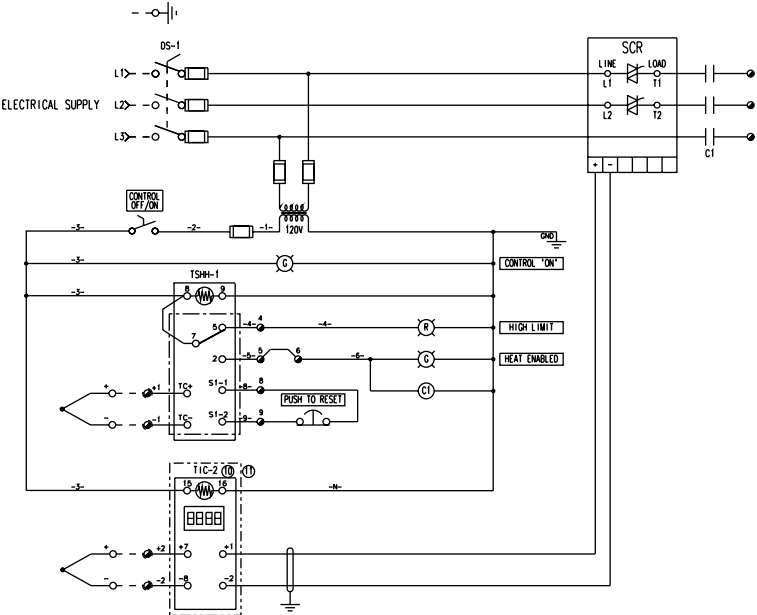 DS-1
SCR
L1
LINE
LOAD
L1
T1
ELECTRICAL SUPPLY
L2
L2
T2
L3
C1
+
-
CONTROL
OFF/ON
-3-
-2-
-1-
120V
GND
-3-
G
CONTROL 'ON'
TSHH-1
-3-
8
9
4
5
-4-
-4-
R
HIGH LIMIT
7
5
6
2
-5-
-6-
G
HEAT ENABLED
+
+1
TC+
S1-1
-8-
8
C1
PUSH TO RESET
-
-1
TC-
S1-2
-9-
9
TIC-2
10
11
-3-
15
16
-N-
8888
+
+2
+7
+1
-
-2
-8
-2